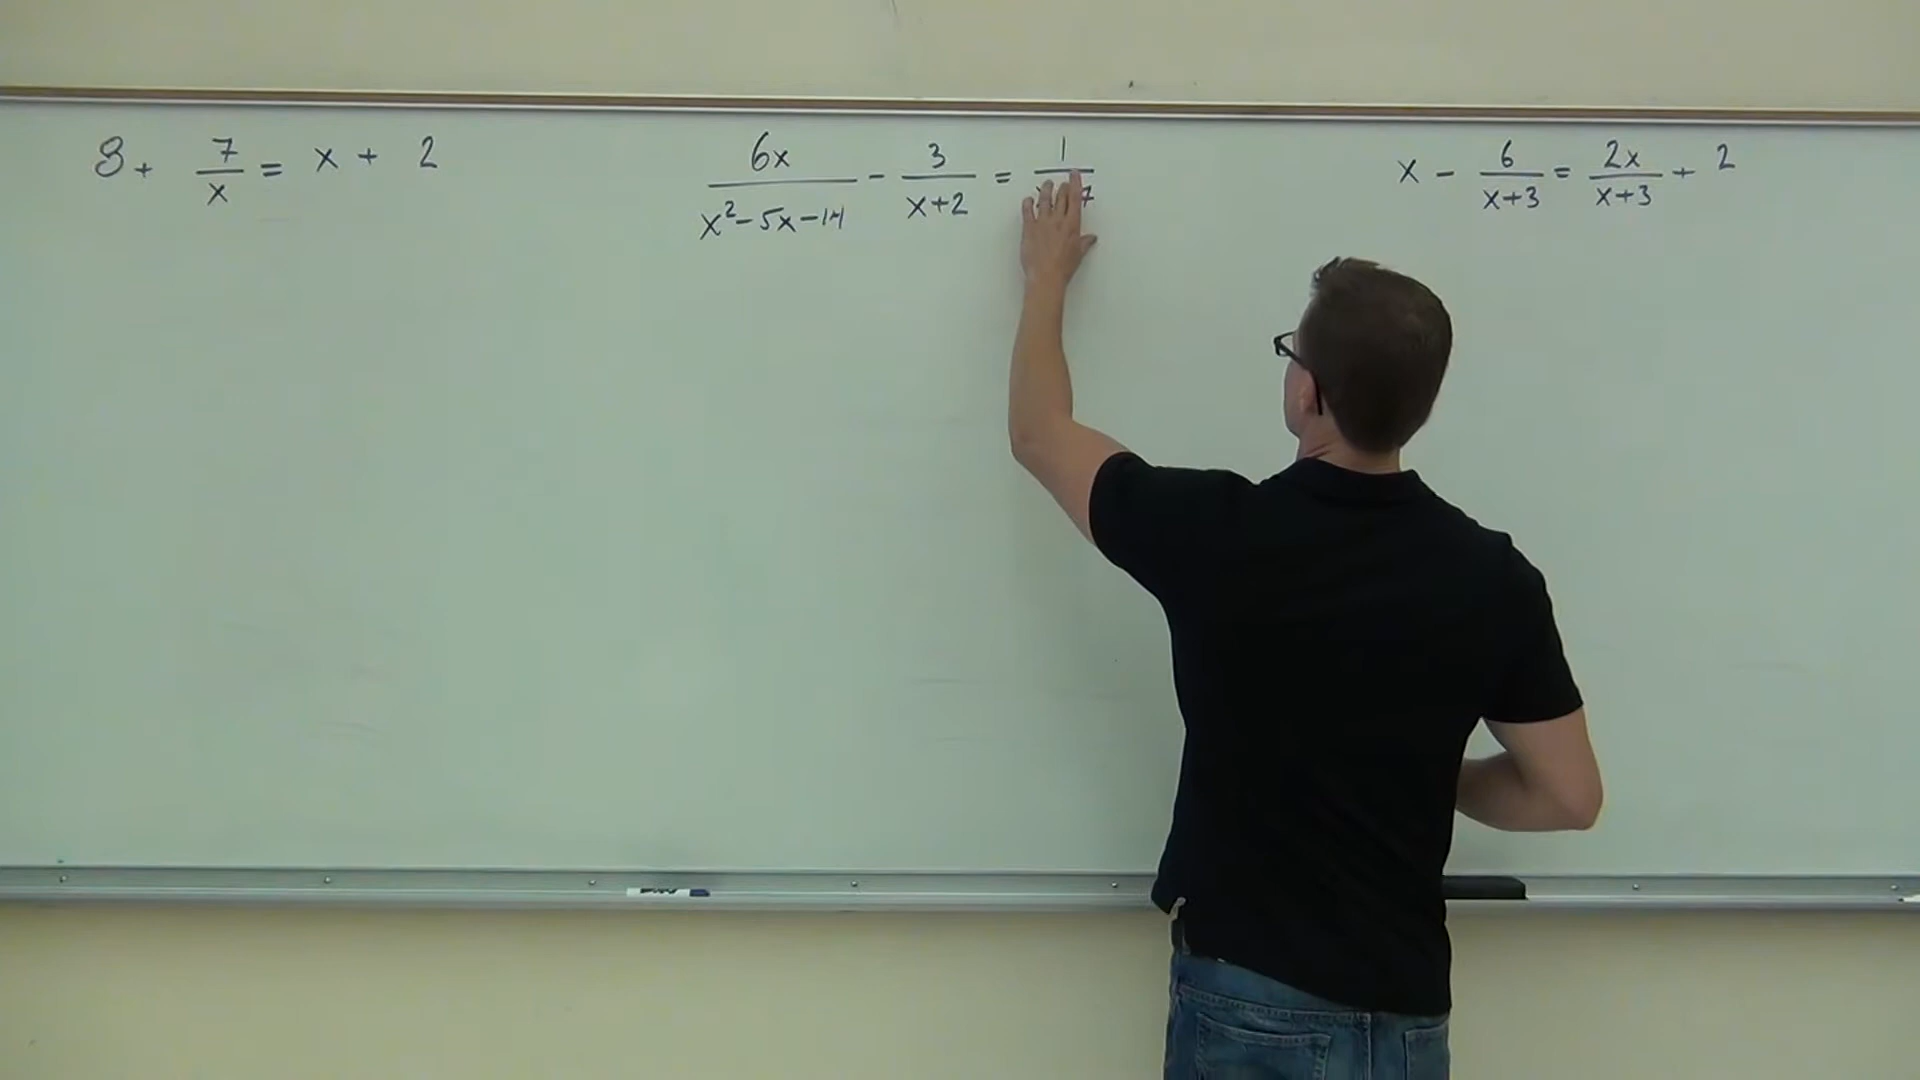 8 + 7/x = x + 2
6x/(x²-5x-14) - 3/(x+2) = 1/
x - 6/(x+3) = 2x/(x+3) + 2